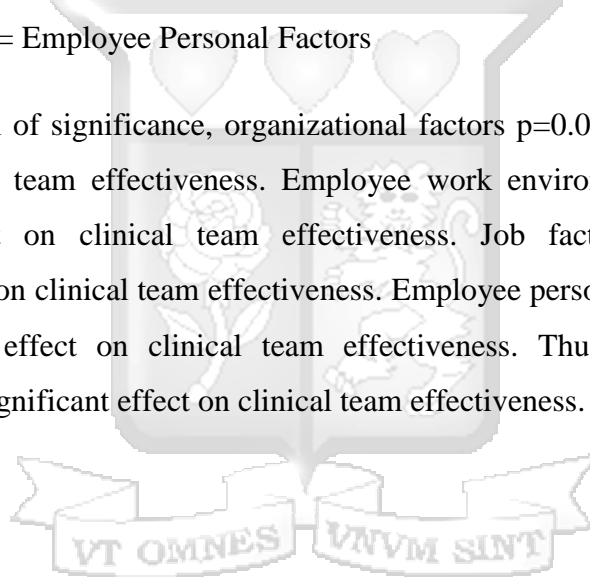 = Employee Personal Factors
of significance, organizational factors p=0.0
team effectiveness. Employee work environ
on clinical team effectiveness. Job fact
on clinical team effectiveness. Employee perso
effect on clinical team effectiveness. Thu
gnificant effect on clinical team effectiveness.
VT OMNES VNVM SINT